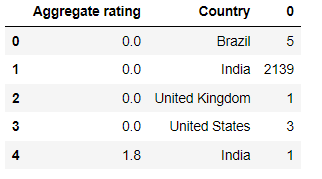 Aggregate rating Country 0
0 0.0 Brazil 5
1 0.0 India 2139
2 0.0 United Kingdom 1
3 0.0 United States 3
4 1.8 India 1